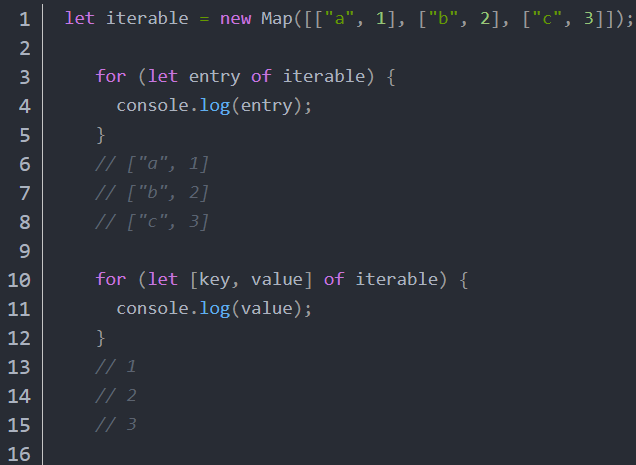 1 let iterable = new Map([["a", 1], ["b", 2], ["c", 3]]);
2
3 for (let entry of iterable) {
4 console.log(entry);
5 }
6 // ["a", 1]
7 // ["b", 2]
8 // ["c", 3]
9
10 for (let [key, value] of iterable) {
11 console.log(value);
12 }
13 // 1
14 // 2
15 // 3
16